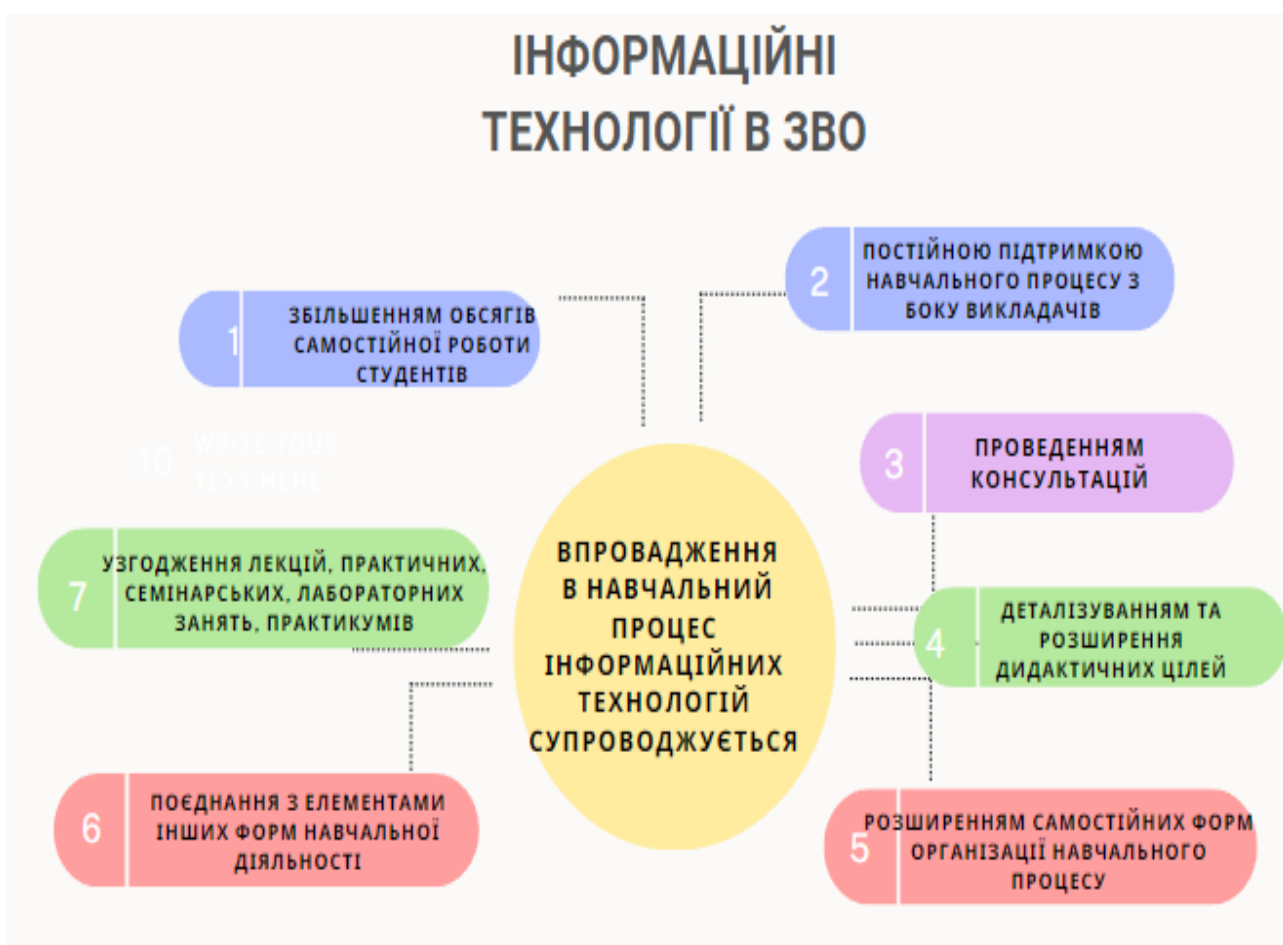 ІНФОРМАЦІЙНІ
ТЕХНОЛОГІЇ В ЗВО
1
ЗБІЛЬШЕННЯМ ОБСЯГІВ
САМОСТІЙНОЇ РОБОТИ
СТУДЕНТІВ
2
ПОСТІЙНОЮ ПІДТРИМКОЮ
НАВЧАЛЬНОГО ПРОЦЕСУ З
БОКУ ВИКЛАДАЧІВ
10
WRITE YOUR
TEXT HERE
3
ПРОВЕДЕННЯМ
КОНСУЛЬТАЦІЙ
7
УЗГОДЖЕННЯ ЛЕКЦІЙ, ПРАКТИЧНИХ,
СЕМІНАРСЬКИХ, ЛАБОРАТОРНИХ
ЗАНЯТЬ, ПРАКТИКУМІВ
ВПРОВАДЖЕННЯ
В НАВЧАЛЬНИЙ
ПРОЦЕС
ІНФОРМАЦІЙНИХ
ТЕХНОЛОГІЙ
СУПРОВОДЖУЄТЬСЯ
4
ДЕТАЛІЗУВАННЯМ ТА
РОЗШИРЕННЯ
ДИДАКТИЧНИХ ЦІЛЕЙ
6
ПОЄДНАННЯ З ЕЛЕМЕНТАМИ
ІНШИХ ФОРМ НАВЧАЛЬНОЇ
ДІЯЛЬНОСТІ
5
РОЗШИРЕННЯМ САМОСТІЙНИХ ФОРМ
ОРГАНІЗАЦІЇ НАВЧАЛЬНОГО
ПРОЦЕСУ